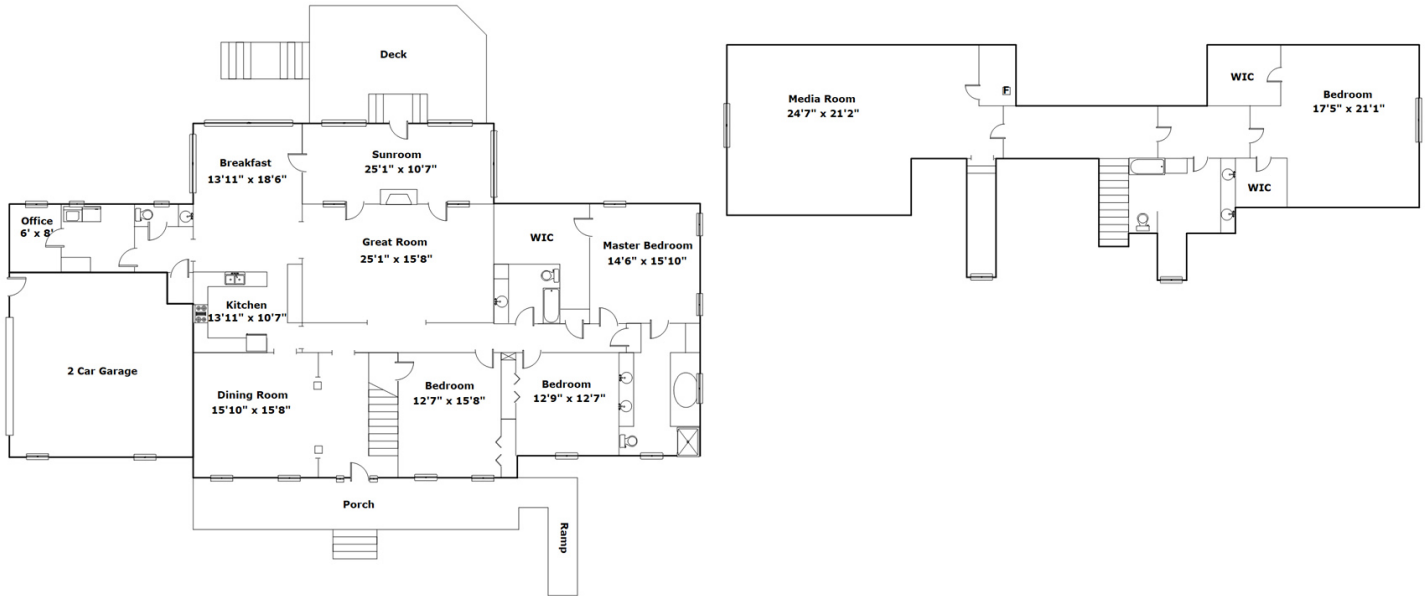 Deck
Breakfast
13'11" x 18'6"
Sunroom
25'1" x 10'7"
Office
6' x 8'
Great Room
25'1" x 15'8"
WIC
Master Bedroom
14'6" x 15'10"
Kitchen
13'11" x 10'7"
2 Car Garage
Dining Room
15'10" x 15'8"
Bedroom
12'7" x 15'8"
Bedroom
12'9" x 12'7"
Porch
Ramp
Media Room
24'7" x 21'2"
F
WIC
Bedroom
17'5" x 21'1"
WIC